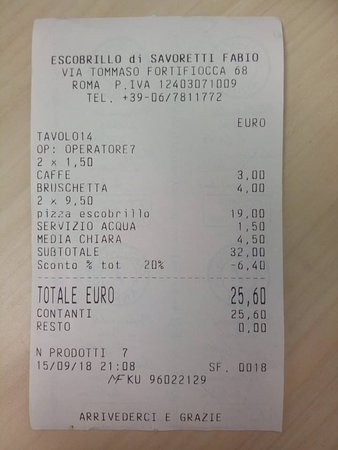 ESCOBRILLO di SAVORETTI FABIO
VIA TOMMASO FORTIFIOCCA 68
ROMA P.IVA 12403071009
TEL. +39-06/7811772
EURO
TAVOLO14
OP: OPERATORE7
2 x 1,50
CAFFE 3,00
BRUSCHETTA 4,00
2 x 9,50
pizza escobrillo 19,00
SERVIZIO ACQUA 1,50
MEDIA CHIARA 4,50
SUBTOTALE 32,00
Sconto % tot 20% -6,40
TOTALE EURO 25,60
CONTANTI 25,60
RESTO 0,00
N PRODOTTI 7
15/09/18 21:08 SF. 0018
MF KU 96022129
ARRIVEDERCI E GRAZIE